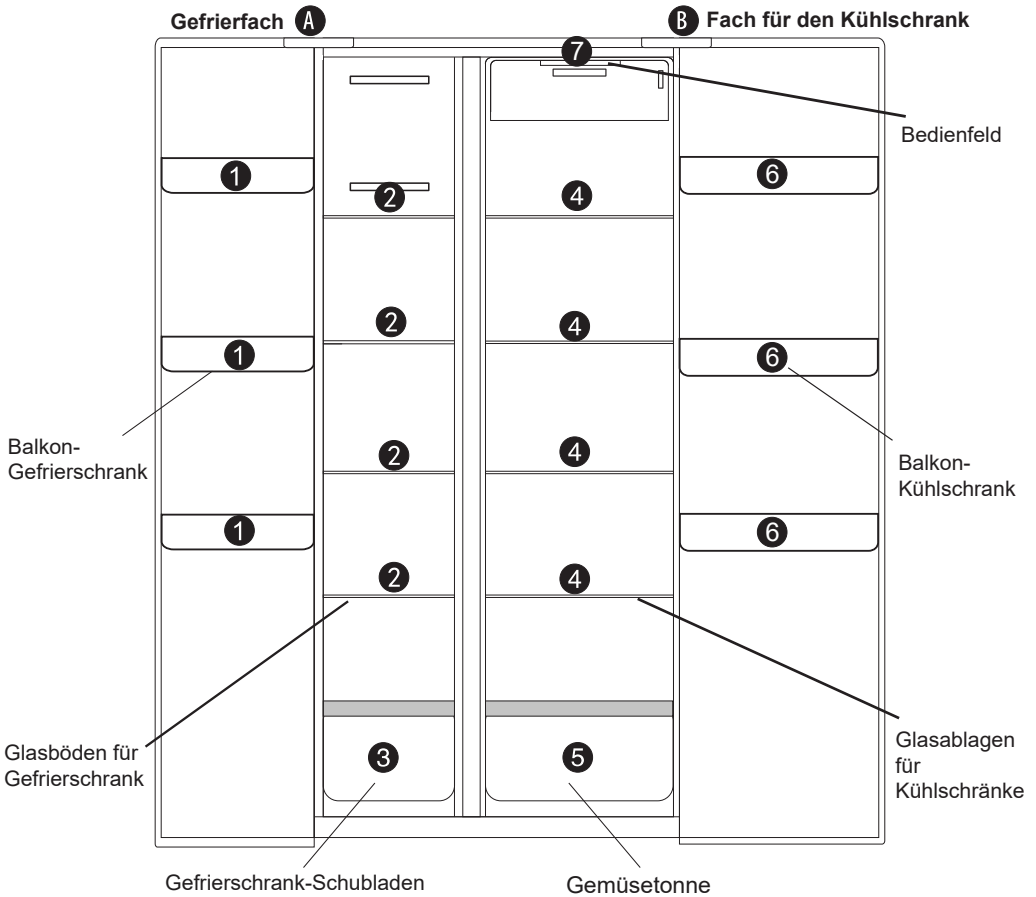 Gefrierfach A
B Fach für den Kühlschrank
7
Bedienfeld
1
2
4
6
2
4
1
6
Balkon-
Gefrierschrank
2
4
Balkon-
Kühlschrank
1
6
2
4
Glasböden für
Gefrierschrank
3
5
Glasablagen
für
Kühlschränke
Gefrierschrank-Schubladen
Gemüsetonne